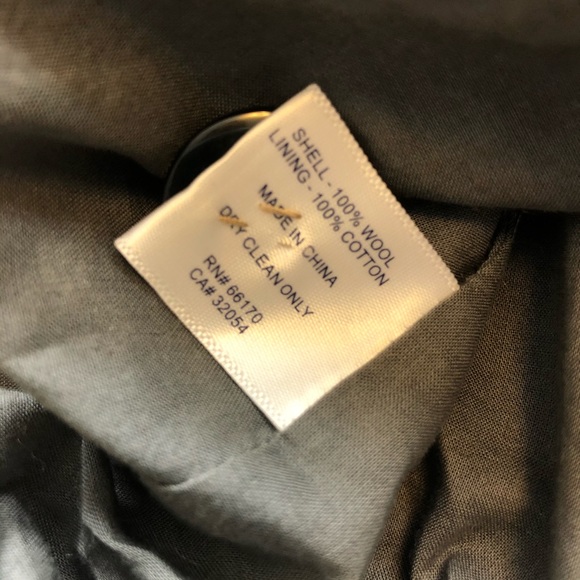 SHELL - 100% WOOL
LINING - 100% COTTON
MADE IN CHINA
DRY CLEAN ONLY
RN# 66170
CA# 32054